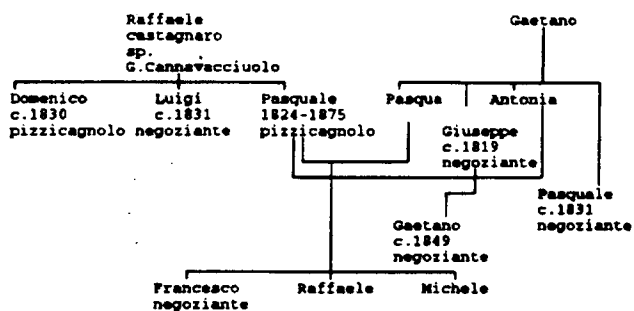 Raffaele
castagnaro
sp.
G.Cannavacciuolo
Gaetano
Domenico
c.1830
pizzicagnolo
Luigi
c.1831
negoziante
Pasquale
1824-1875
pizzicagnolo
Pasqua
Antonia
Giuseppe
c.1819
negoziante
Pasquale
c.1831
negoziante
Gaetano
c.1849
negoziante
Francesco
negoziante
Raffaele
Michele